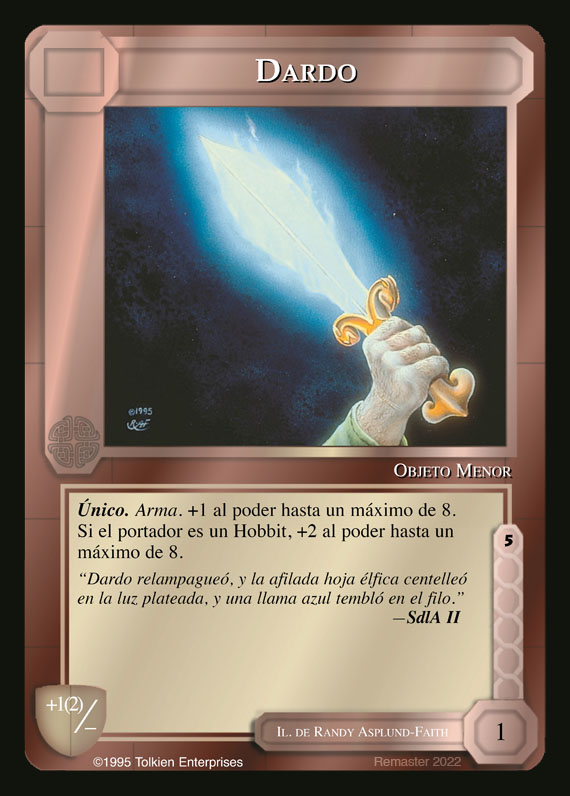 Dardo
©1995
Objeto Menor
Único. Arma. +1 al poder hasta un máximo de 8.
Si el portador es un Hobbit, +2 al poder hasta un
máximo de 8.
5
“Dardo relampagueó, y la afilada hoja élfica centelleó
en la luz plateada, y una llama azul tembló en el filo.”
—SdlA II
+1(2)/–
Il. de Randy Asplund-Faith
1
©1995 Tolkien Enterprises
Remaster 2022